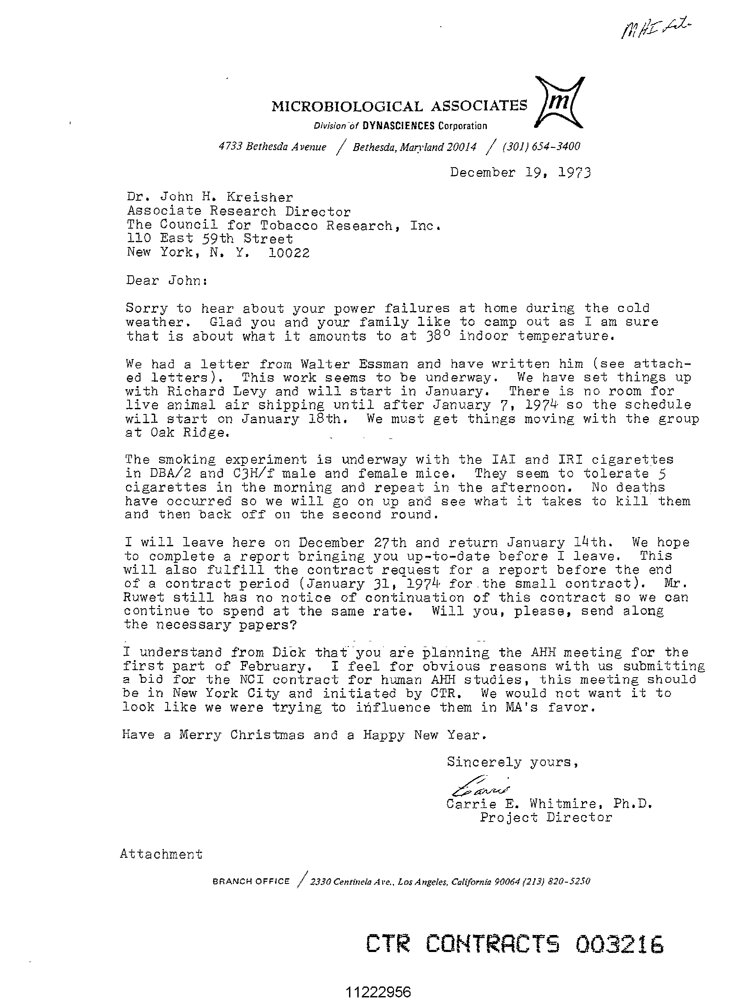 MICROBIOLOGICAL ASSOCIATES m
Division of DYNASCIENCES Corporation
4733 Bethesda Avenue / Bethesda, Maryland 20014 / (301) 654-3400
December 19, 1973
Dr. John H. Kreisher
Associate Research Director
The Council for Tobacco Research, Inc.
110 East 59th Street
New York, N. Y. 10022
Dear John:
Sorry to hear about your power failures at home during the cold
weather. Glad you and your family like to camp out as I am sure
that is about what it amounts to at 38° indoor temperature.
We had a letter from Walter Essman and have written him (see attach-
ed letters). This work seems to be underway. We have set things up
with Richard Levy and will start in January. There is no room for
live animal air shipping until after January 7, 1974 so the schedule
will start on January 18th. We must get things moving with the group
at Oak Ridge.
The smoking experiment is underway with the IAI and IRI cigarettes
in DBA/2 and C3H/f male and female mice. They seem to tolerate 5
cigarettes in the morning and repeat in the afternoon. No deaths
have occurred so we will go on up and see what it takes to kill them
and then back off on the second round.
I will leave here on December 27th and return January 14th. We hope
to complete a report bringing you up-to-date before I leave. This
will also fulfill the contract request for a report before the end
of a contract period (January 31, 1974 for the small contract). Mr.
Ruwet still has no notice of continuation of this contract so we can
continue to spend at the same rate. Will you, please, send along
the necessary papers?
I understand from Dick that you are planning the AHH meeting for the
first part of February. I feel for obvious reasons with us submitting
a bid for the NCI contract for human AHH studies, this meeting should
be in New York City and initiated by CTR. We would not want it to
look like we were trying to influence them in MA's favor.
Have a Merry Christmas and a Happy New Year.
Sincerely yours,
Carrie
Carrie E. Whitmire, Ph.D.
Project Director
Attachment
BRANCH OFFICE / 2330 Centinela Ave., Los Angeles, California 90064 (213) 820-5250
CTR CONTRACTS 003216
11222956